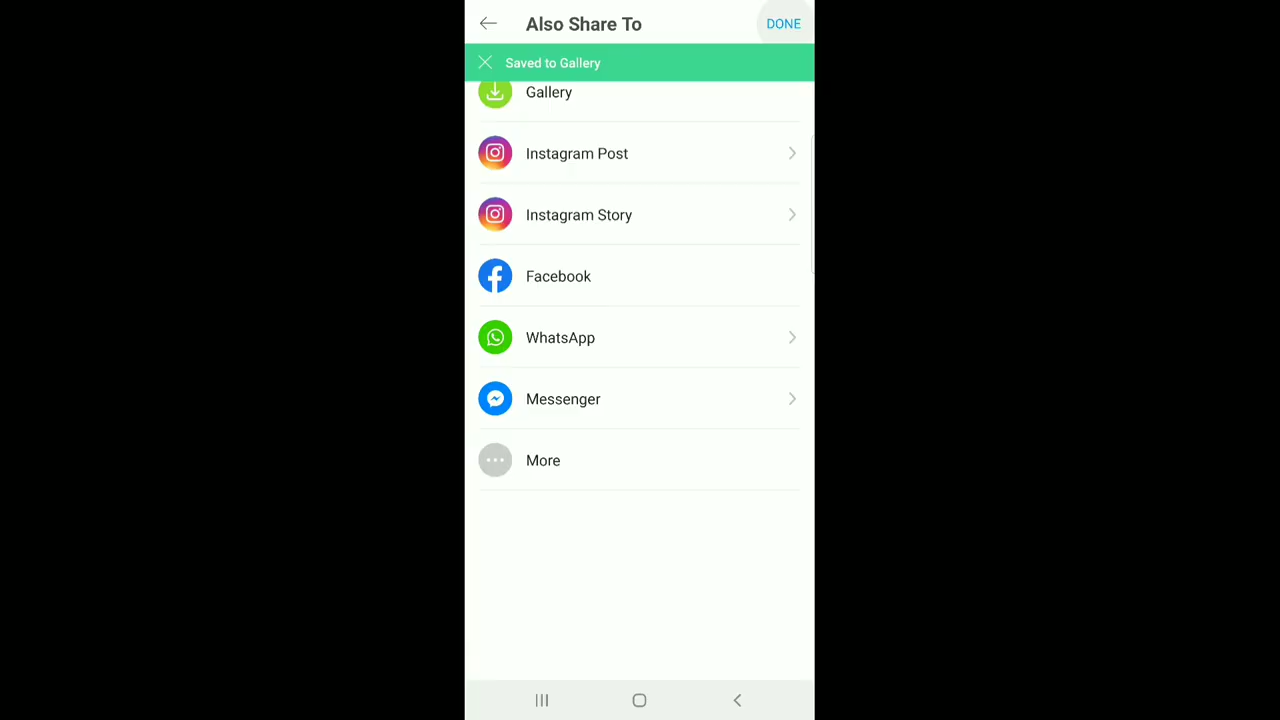 Also Share To
DONE
Saved to Gallery
Gallery
Instagram Post
Instagram Story
Facebook
WhatsApp
Messenger
More